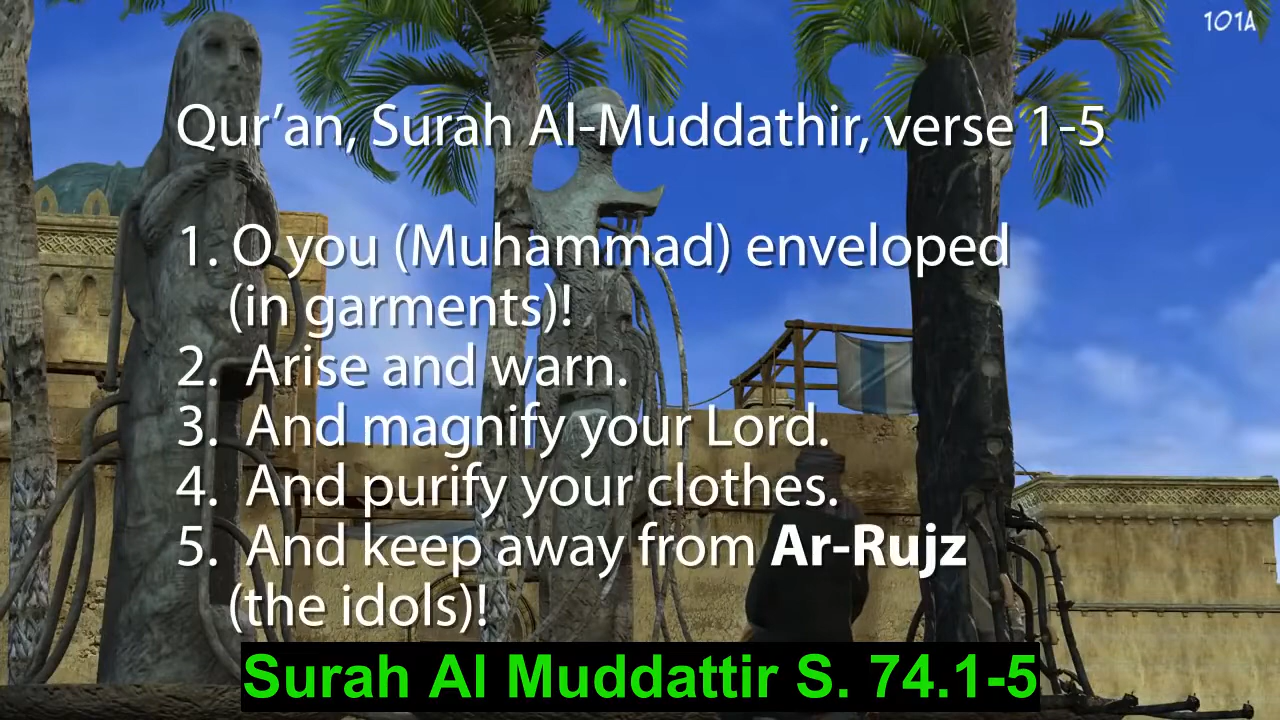 101A
Qur’an, Surah Al-Muddathir, verse 1-5
1. O you (Muhammad) enveloped
(in garments)!
2. Arise and warn.
3. And magnify your Lord.
4. And purify your clothes.
5. And keep away from Ar-Rujz
(the idols)!
Surah Al Muddattir S. 74.1-5